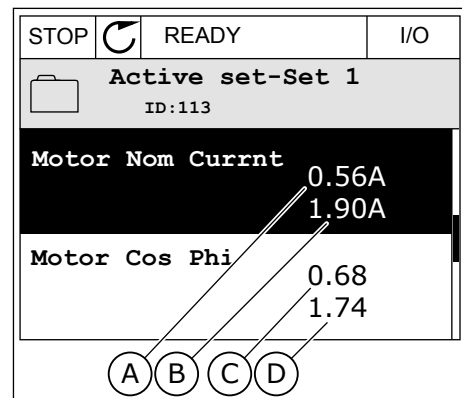 STOP READY I/O
Active set-Set 1
ID:113
Motor Nom Currnt
0.56A
1.90A
Motor Cos Phi
0.68
1.74
A B C D